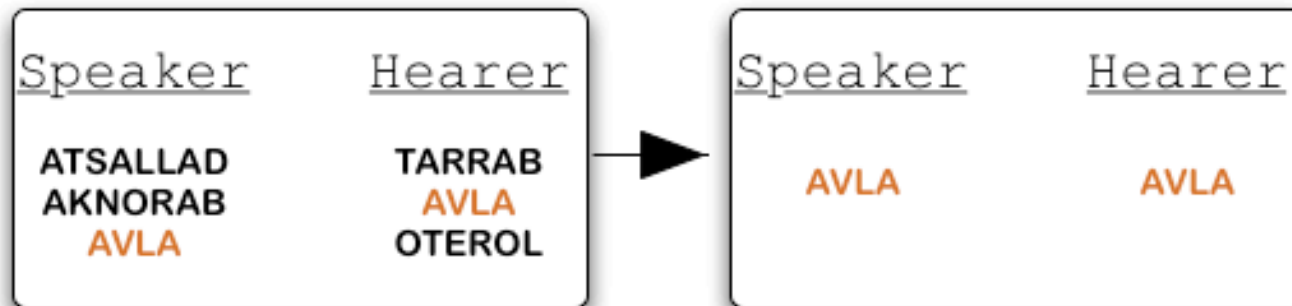 Speaker Hearer
ATSALLAD TARRAB
AKNORAB AVLA
AVLA OTEROL
Speaker Hearer
AVLA AVLA